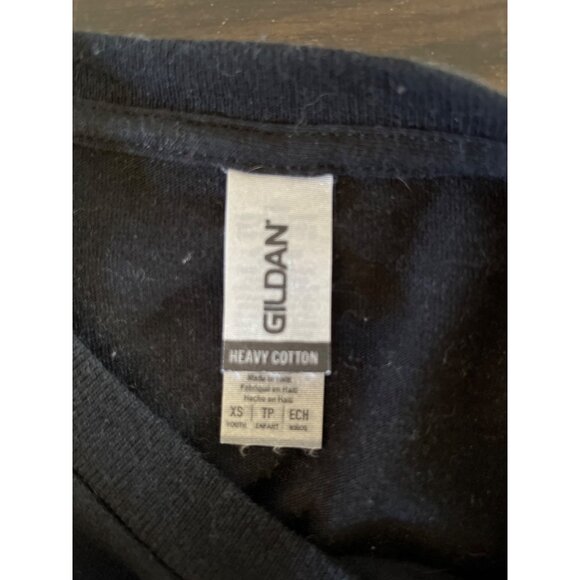 GILDAN
HEAVY COTTON
Made in Haiti
Fabriqué en Haïti
Hecho en Haití
XS TP ECH
YOUTH ENFANT NIÑOS